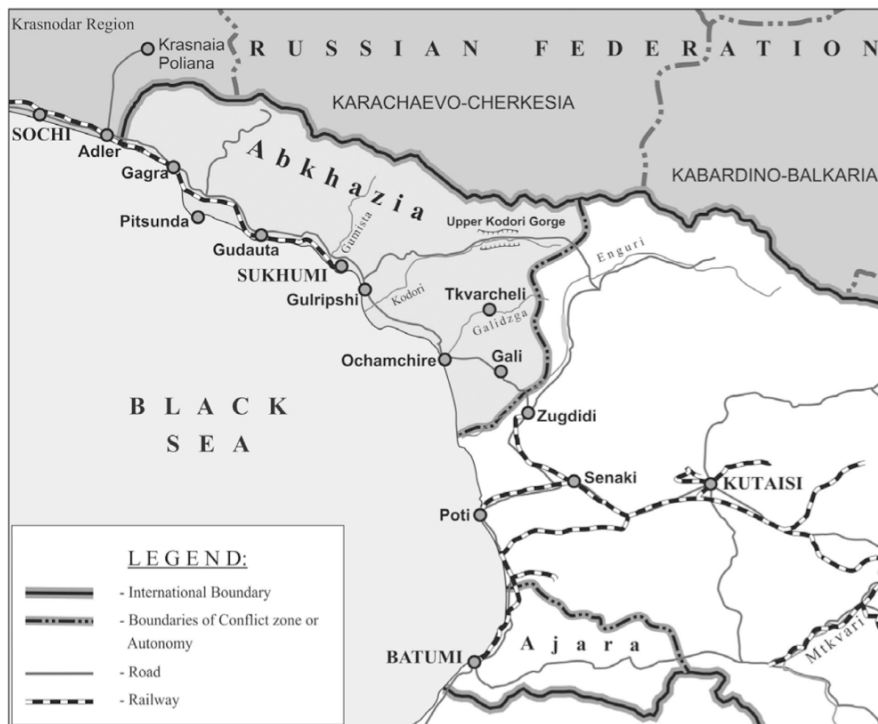 Krasnodar Region
Krasnaia
Poliana
RUSSIAN FEDERATION
KARACHAEVO-CHERKESIA
SOCHI
Adler
Abkhazia
Gagra
KABARDINO-BALKARIA
Pitsunda
Gumista
Upper Kodori Gorge
Gudauta
Enguri
SUKHUMI
Gulripshi
Kodori
Tkvarcheli
Galidzga
Ochamchire
Gali
BLACK
SEA
Zugdidi
Senaki
KUTAISI
Poti
LEGEND:
- International Boundary
- Boundaries of Conflict zone or
Autonomy
- Road
- Railway
Ajara
BATUMI
Mtkvari